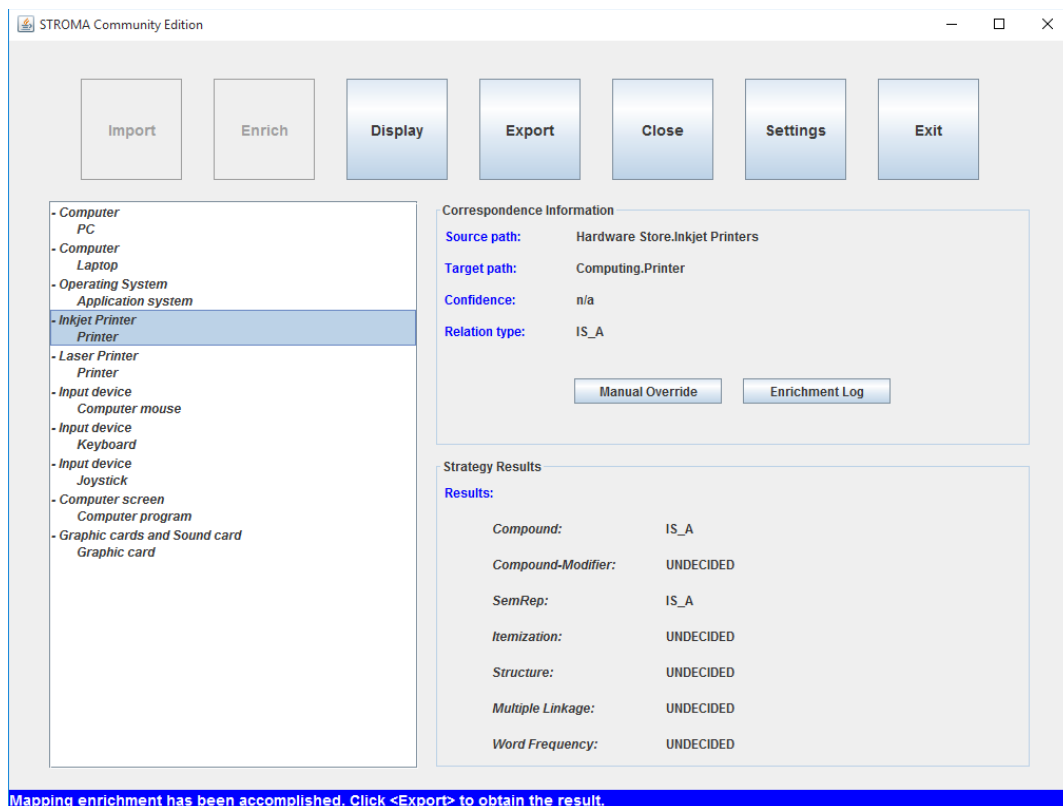 STROMA Community Edition
Import Enrich Display Export Close Settings Exit
- Computer
PC
- Computer
Laptop
- Operating System
Application system
- Inkjet Printer
Printer
- Laser Printer
Printer
- Input device
Computer mouse
- Input device
Keyboard
- Input device
Joystick
- Computer screen
Computer program
- Graphic cards and Sound card
Graphic card
Correspondence Information
Source path: Hardware Store.Inkjet Printers
Target path: Computing.Printer
Confidence: n/a
Relation type: IS_A
Manual Override Enrichment Log
Strategy Results
Results:
Compound: IS_A
Compound-Modifier: UNDECIDED
SemRep: IS_A
Itemization: UNDECIDED
Structure: UNDECIDED
Multiple Linkage: UNDECIDED
Word Frequency: UNDECIDED
Mapping enrichment has been accomplished. Click <Export> to obtain the result.